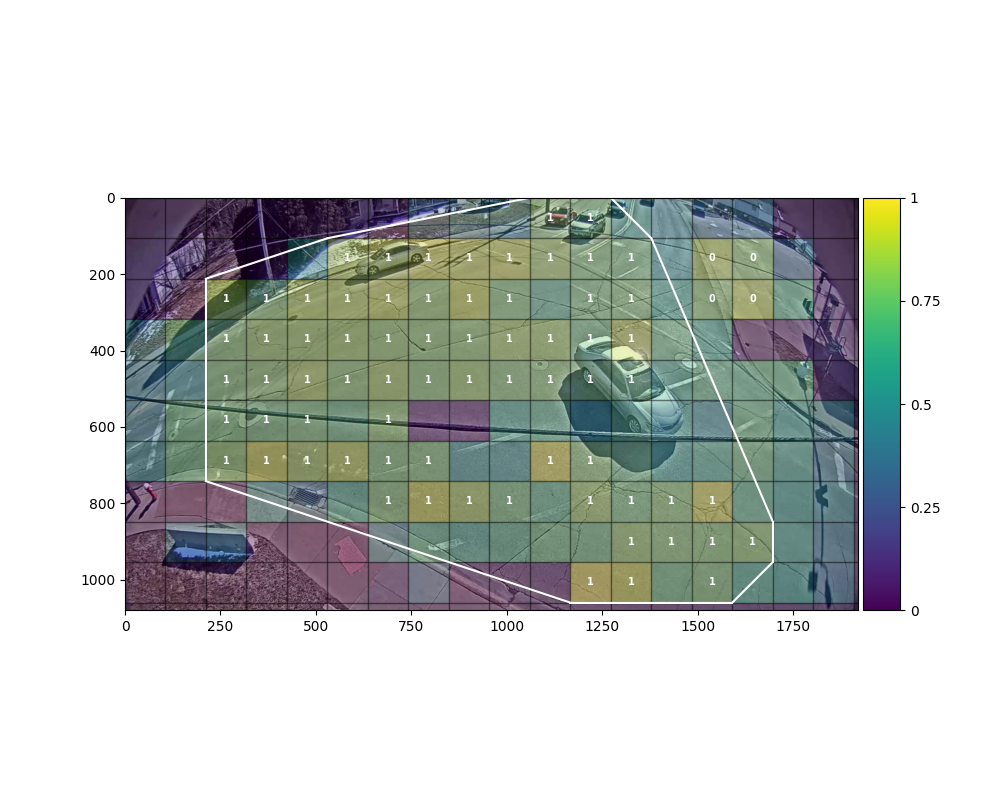 0 1
1 1
1 1 1 1 1 1 1 1 0 0
200
1 1 1 1 1 1 1 1 1 1 0 0
0.75
1 1 1 1 1 1 1 1 1 1 1
400
1 1 1 1 1 1 1 1 1 1 1
0.5
1 1 1 1
600
1 1 1 1 1 1 1 1
800 1 1 1 1 1 1 1 1
0.25
1 1 1 1
1000 1 1 1
0
0 250 500 750 1000 1250 1500 1750